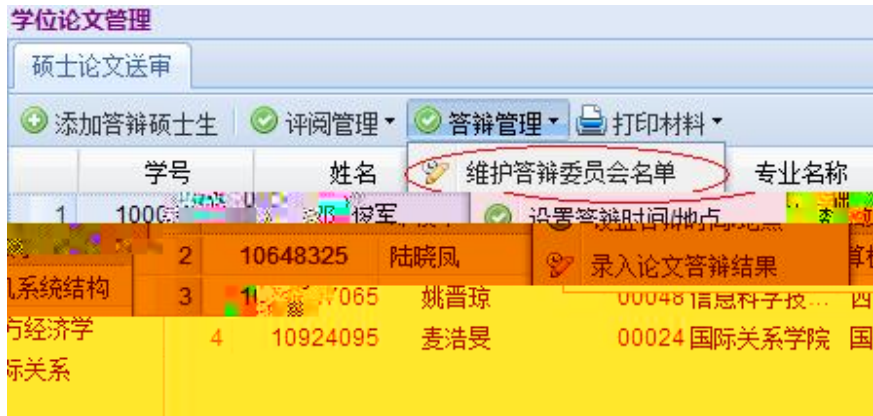 学位论文管理
硕士论文送审
添加答辩硕士生 评阅管理 答辩管理 打印材料
学号 姓名 维护答辩委员会名单 专业名称
1 俊军 设置答辩时间/地点
2 10648325 陆晓凤 录入论文答辩结果
系统结构 3 7065 姚晋琼 00048 信息科学技...
经济学 4 10924095 麦浩旻 00024 国际关系学院 国
际关系